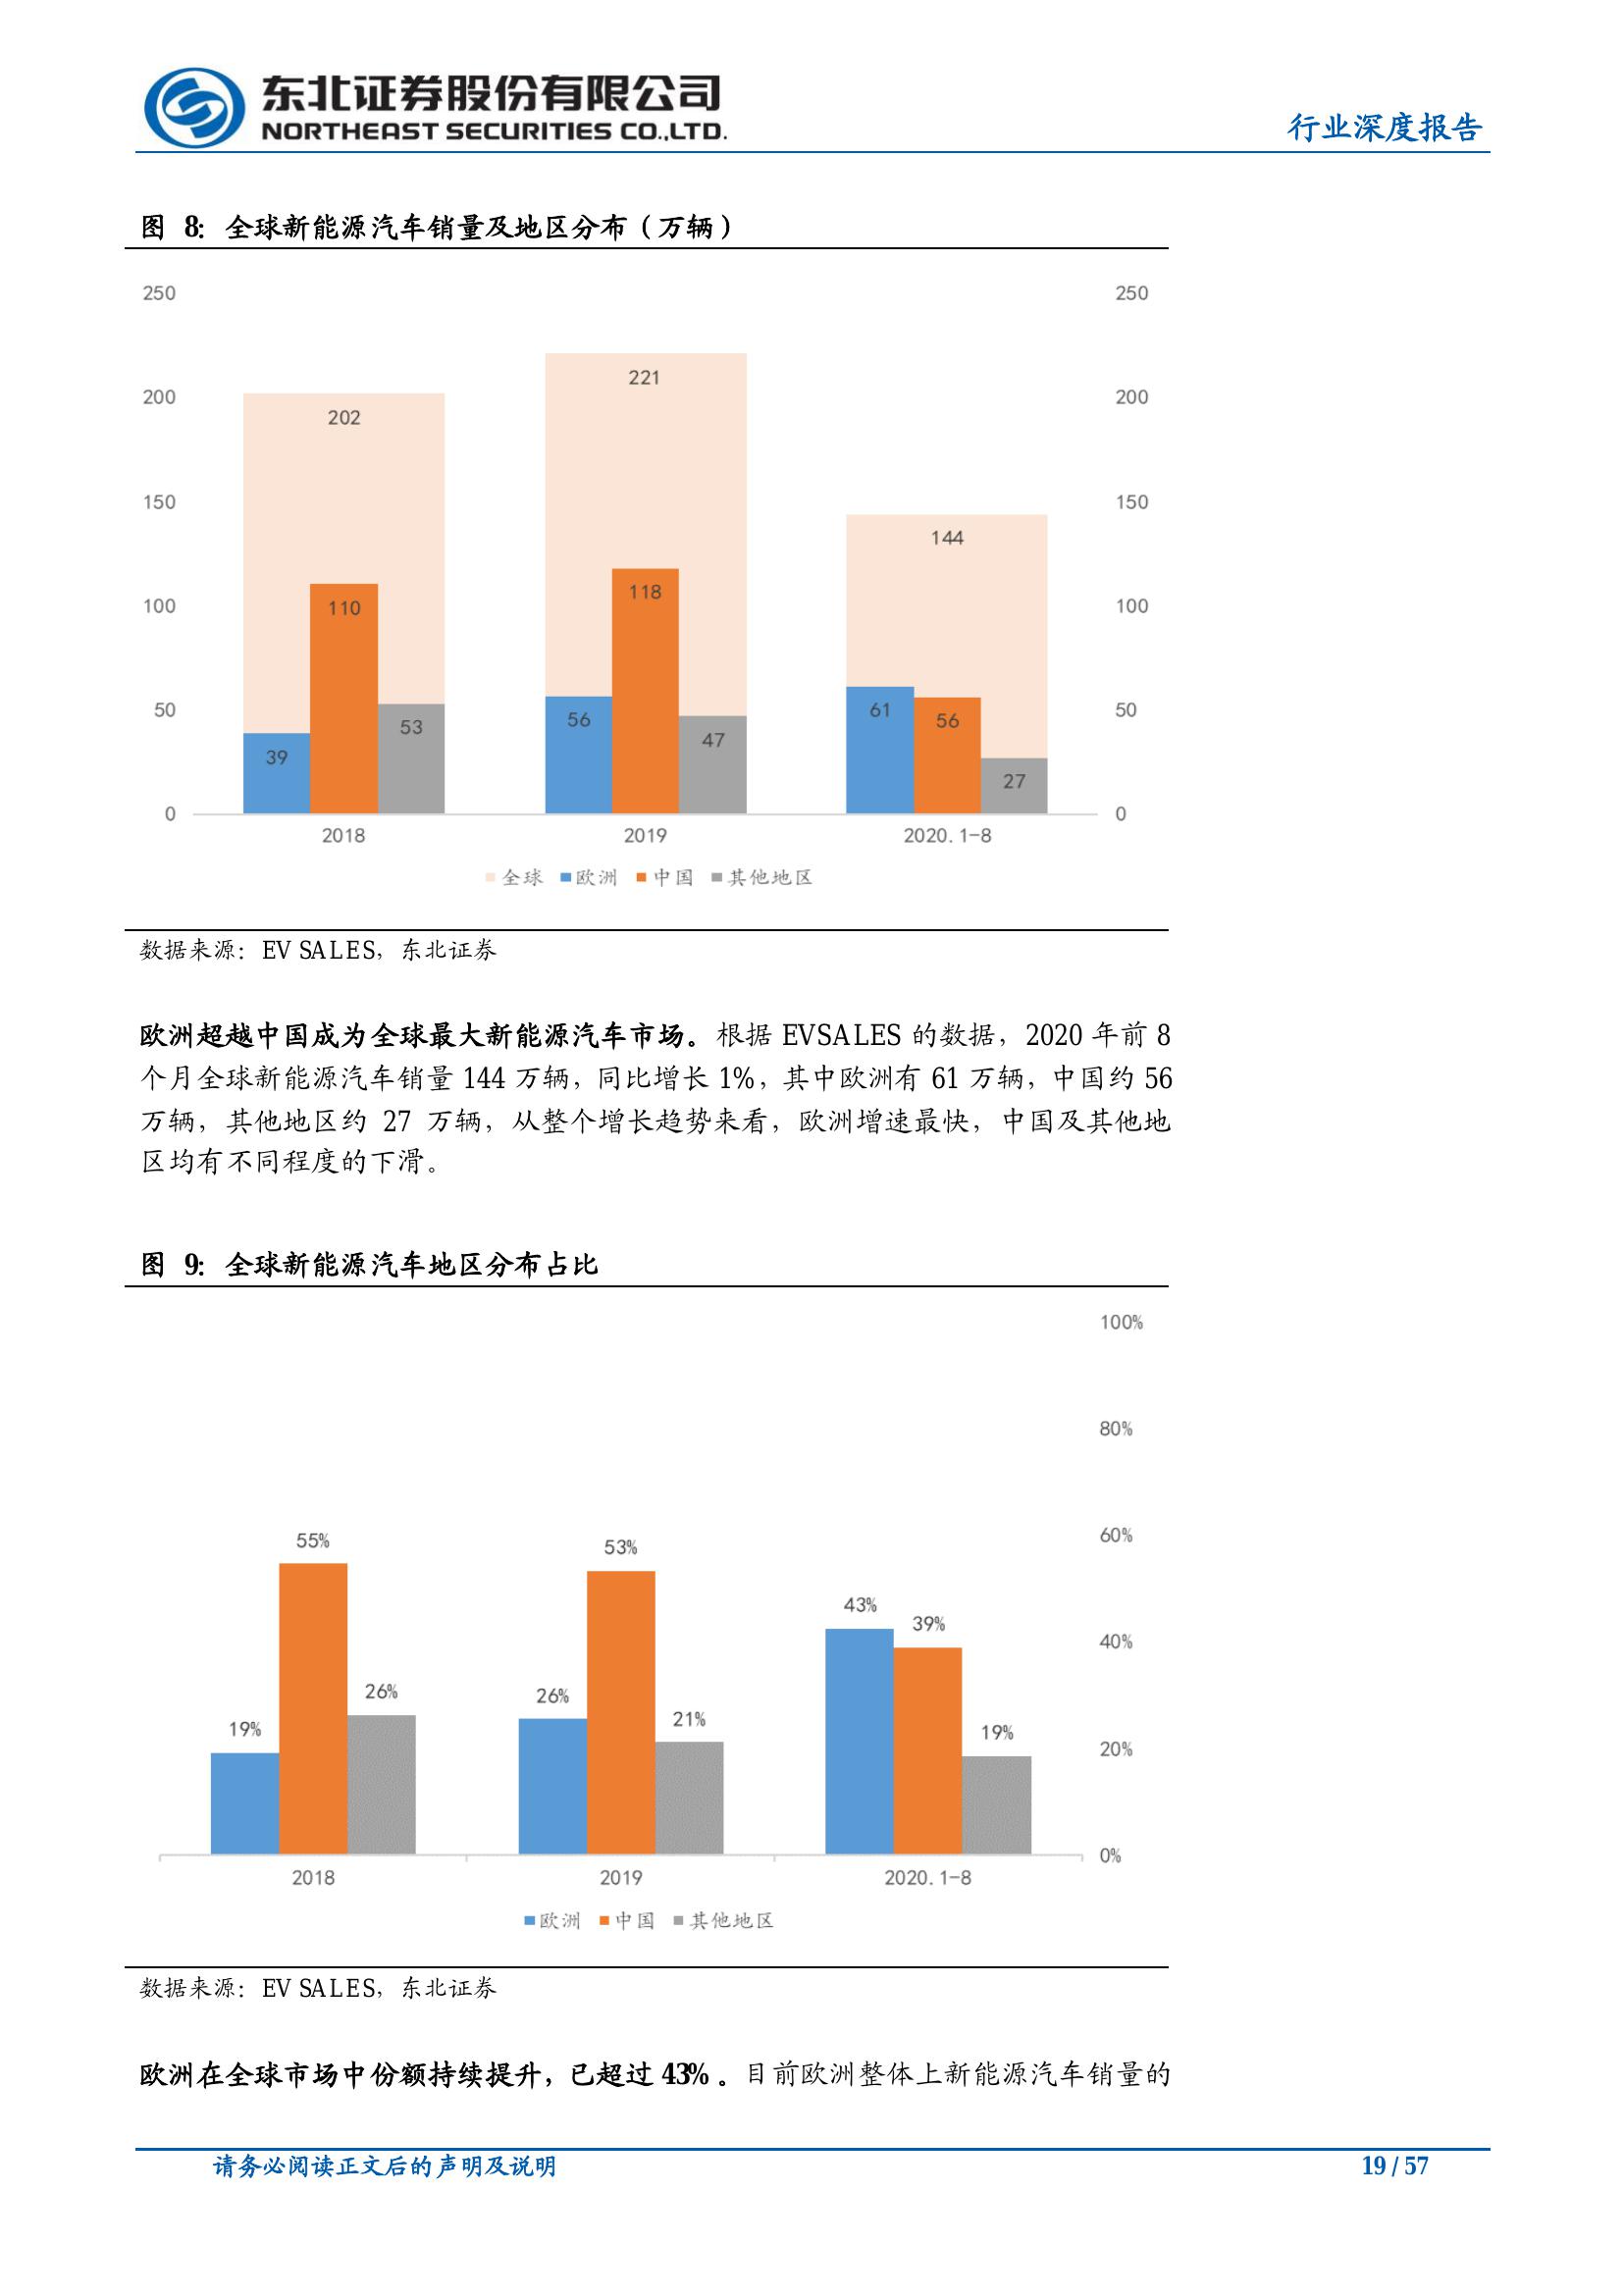 东北证券股份有限公司
NORTHEAST SECURITIES CO.,LTD.
行业深度报告
图 8：全球新能源汽车销量及地区分布（万辆）
250 250
221
200 202 200
150 150
144
118
100 110 100
61
56 56
50 53 50
47
39
27
0 0
2018 2019 2020.1-8
全球 欧洲 中国 其他地区
数据来源：EV SALES，东北证券
欧洲超越中国成为全球最大新能源汽车市场。根据 EVSALES 的数据，2020 年前 8
个月全球新能源汽车销量 144 万辆，同比增长 1%，其中欧洲有 61 万辆，中国约 56
万辆，其他地区约 27 万辆，从整个增长趋势来看，欧洲增速最快，中国及其他地
区均有不同程度的下滑。
图 9：全球新能源汽车地区分布占比
100%
80%
60%
55% 53%
43%
39%
40%
26% 26%
21%
19% 19%
20%
0%
2018 2019 2020.1-8
欧洲 中国 其他地区
数据来源：EV SALES，东北证券
欧洲在全球市场中份额持续提升，已超过 43%。目前欧洲整体上新能源汽车销量的
请务必阅读正文后的声明及说明 19 / 57